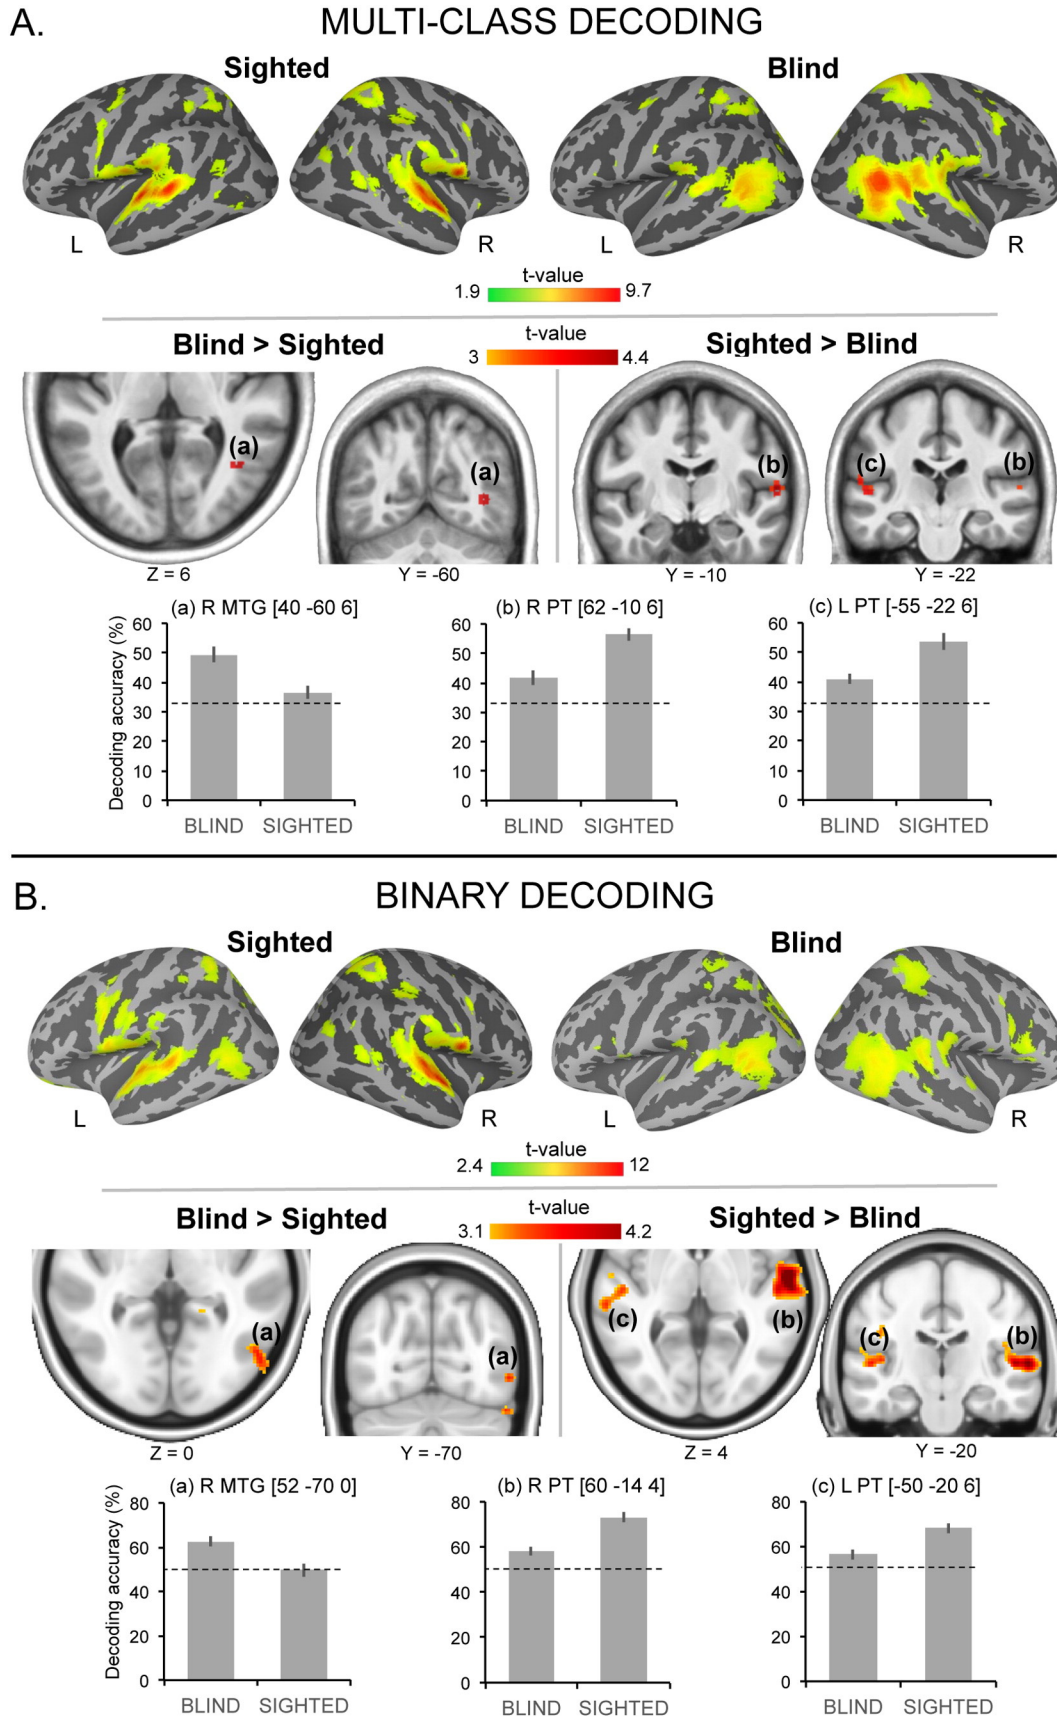 A. MULTI-CLASS DECODING
Sighted Blind
L R L R
t-value
1.9 9.7
Blind > Sighted t-value Sighted > Blind
3 4.4
(a) (a) (b) (c) (b)
Z = 6 Y = -60 Y = -10 Y = -22
(a) R MTG [40 -60 6] (b) R PT [62 -10 6] (c) L PT [-55 -22 6]
Decoding accuracy (%)
60 60 60
50 50 50
40 40 40
30 30 30
20 20 20
10 10 10
0 0 0
BLIND SIGHTED BLIND SIGHTED BLIND SIGHTED
B. BINARY DECODING
Sighted Blind
L R L R
t-value
2.4 12
Blind > Sighted t-value Sighted > Blind
3.1 4.2
(a) (a) (c) (b) (c) (b)
Z = 0 Y = -70 Z = 4 Y = -20
(a) R MTG [52 -70 0] (b) R PT [60 -14 4] (c) L PT [-50 -20 6]
Decoding accuracy (%)
80 80 80
60 60 60
40 40 40
20 20 20
0 0 0
BLIND SIGHTED BLIND SIGHTED BLIND SIGHTED